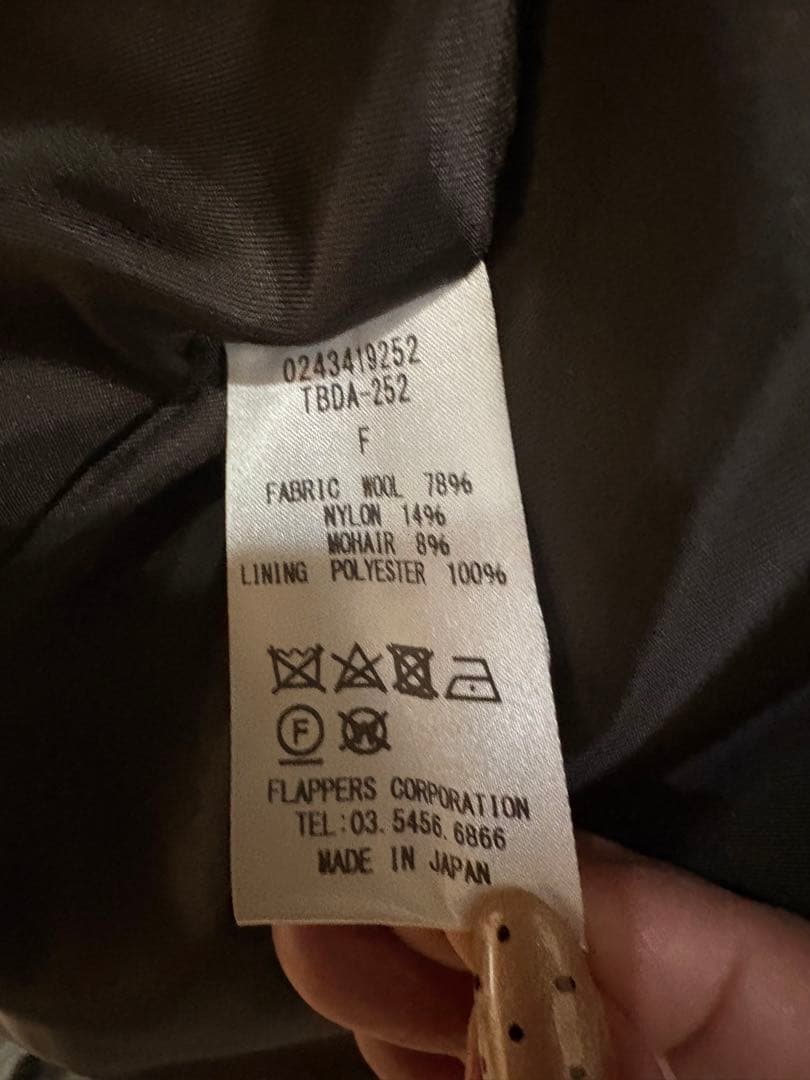 0243419252
TBDA-252
F
FABRIC WOOL 78%
NYLON 14%
MOHAIR 8%
LINING POLYESTER 100%
F W
FLAPPERS CORPORATION
TEL:03.5456.6866
MADE IN JAPAN